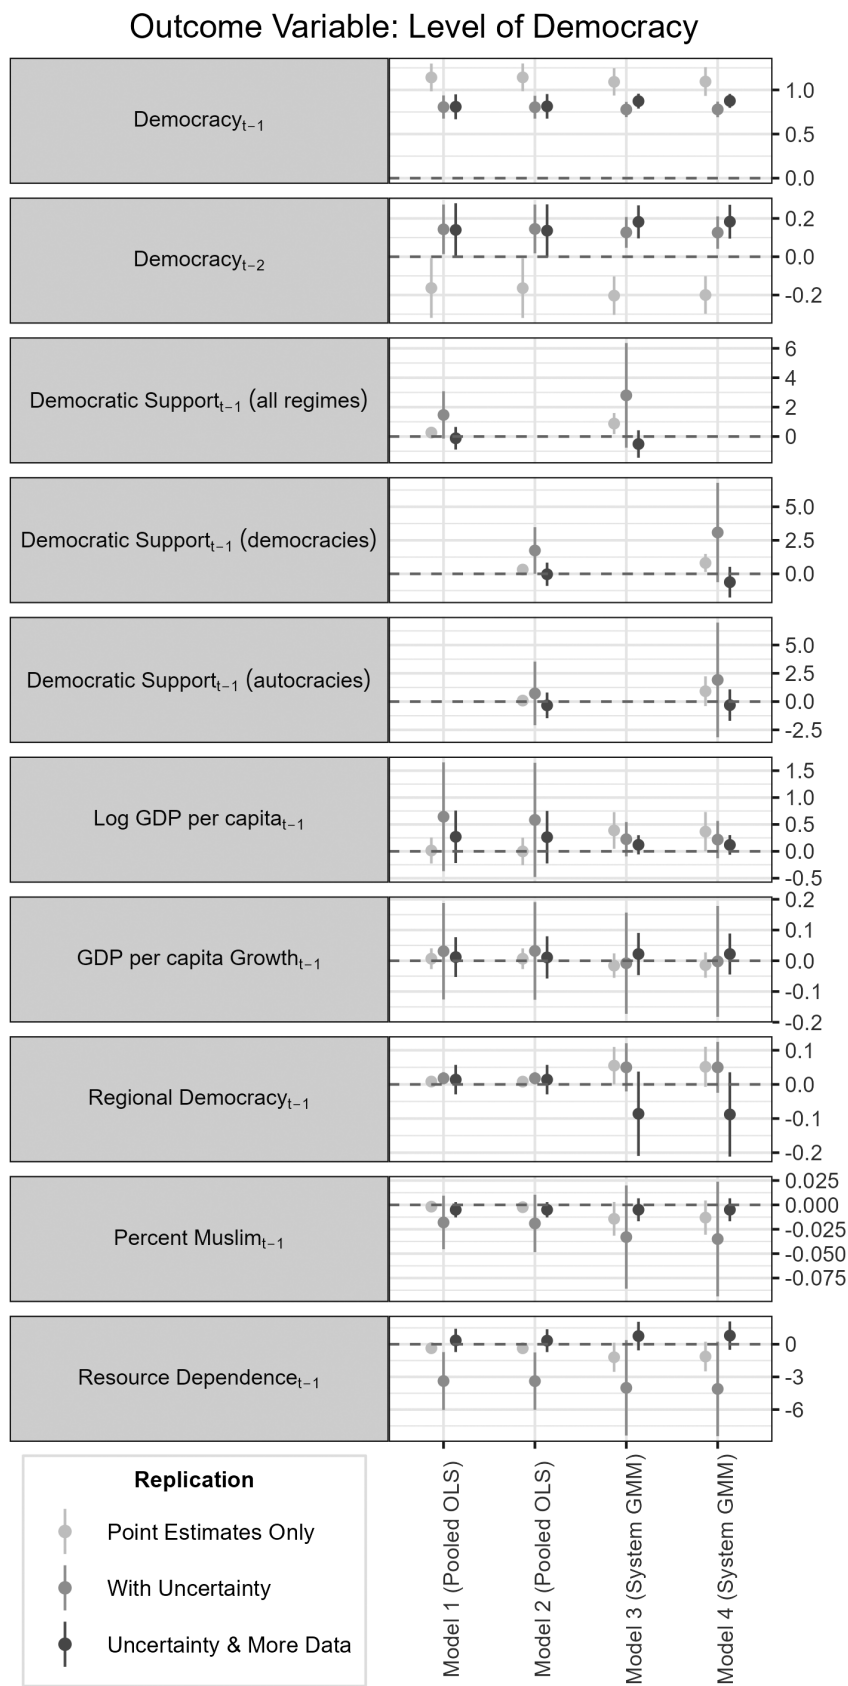 Outcome Variable: Level of Democracy
Democracyt−1
1.0
0.5
0.0
Democracyt−2
0.2
0.0
-0.2
Democratic Supportt−1 (all regimes)
6
4
2
0
Democratic Supportt−1 (democracies)
5.0
2.5
0.0
Democratic Supportt−1 (autocracies)
5.0
2.5
0.0
-2.5
Log GDP per capitat−1
1.5
1.0
0.5
0.0
-0.5
GDP per capita Growtht−1
0.2
0.1
0.0
-0.1
-0.2
Regional Democracyt−1
0.1
0.0
-0.1
-0.2
Percent Muslimt−1
0.025
0.000
-0.025
-0.050
-0.075
Resource Dependencet−1
0
-3
-6
Model 1 (Pooled OLS)
Model 2 (Pooled OLS)
Model 3 (System GMM)
Model 4 (System GMM)
Replication
Point Estimates Only
With Uncertainty
Uncertainty & More Data